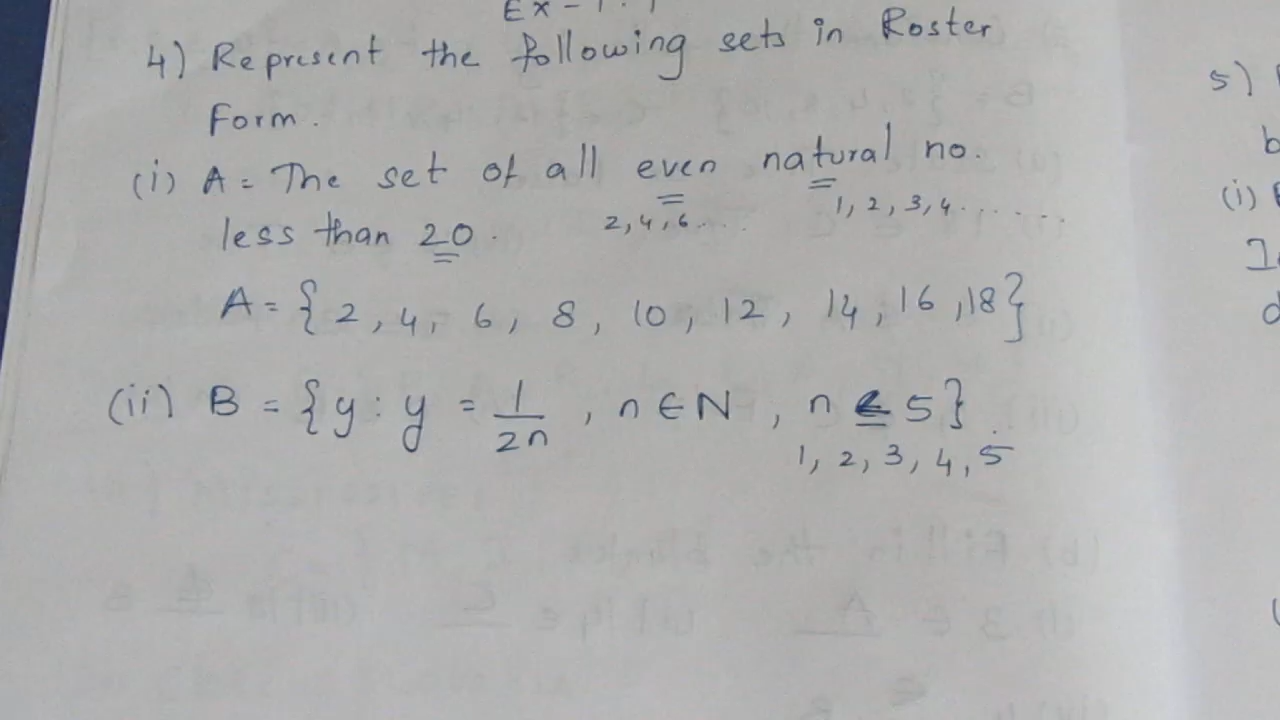 Ex-1.1
4) Represent the following sets in Roster
Form.
(i) A = The set of all even natural no.
2,4,6.... 1, 2, 3, 4 ......
less than 20.
A = { 2, 4, 6, 8, 10, 12, 14, 16, 18}
(ii) B = {y : y = 1/2n , n ∈ N , n ≤ 5}.
1, 2, 3, 4, 5
5)
(i)